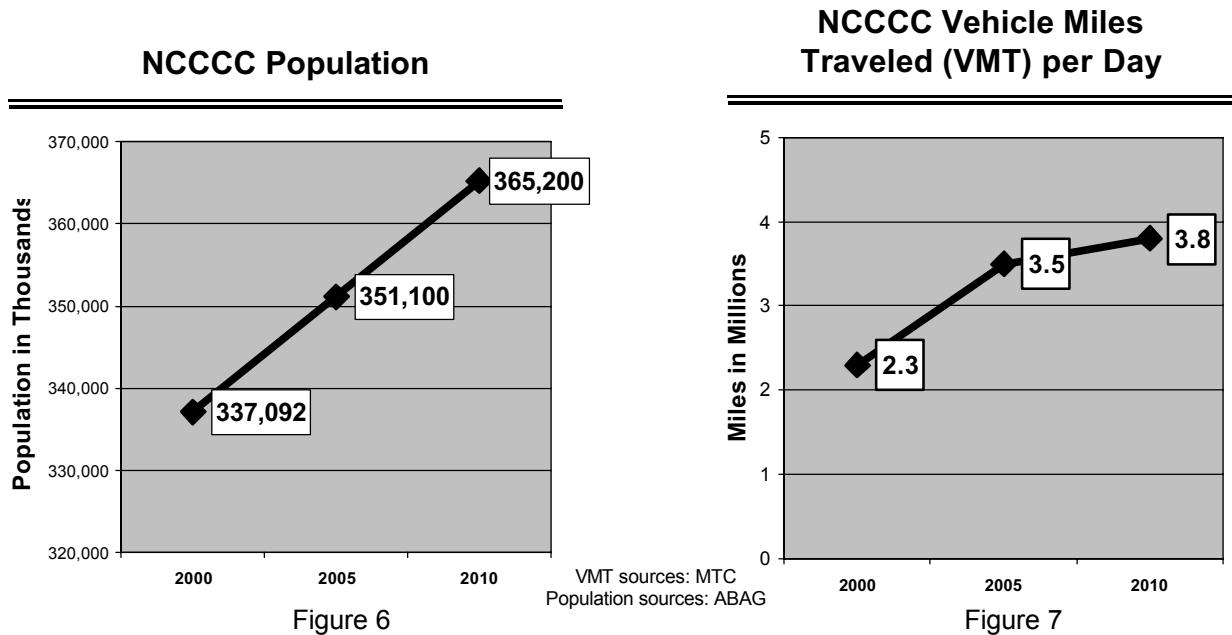 NCCCC Population
Population in Thousands
370,000
360,000
350,000
340,000
330,000
320,000
365,200
351,100
337,092
2000
2005
2010
Figure 6
VMT sources: MTC
Population sources: ABAG
NCCCC Vehicle Miles
Traveled (VMT) per Day
Miles in Millions
5
4
3
2
1
0
3.8
3.5
2.3
2000
2005
2010
Figure 7